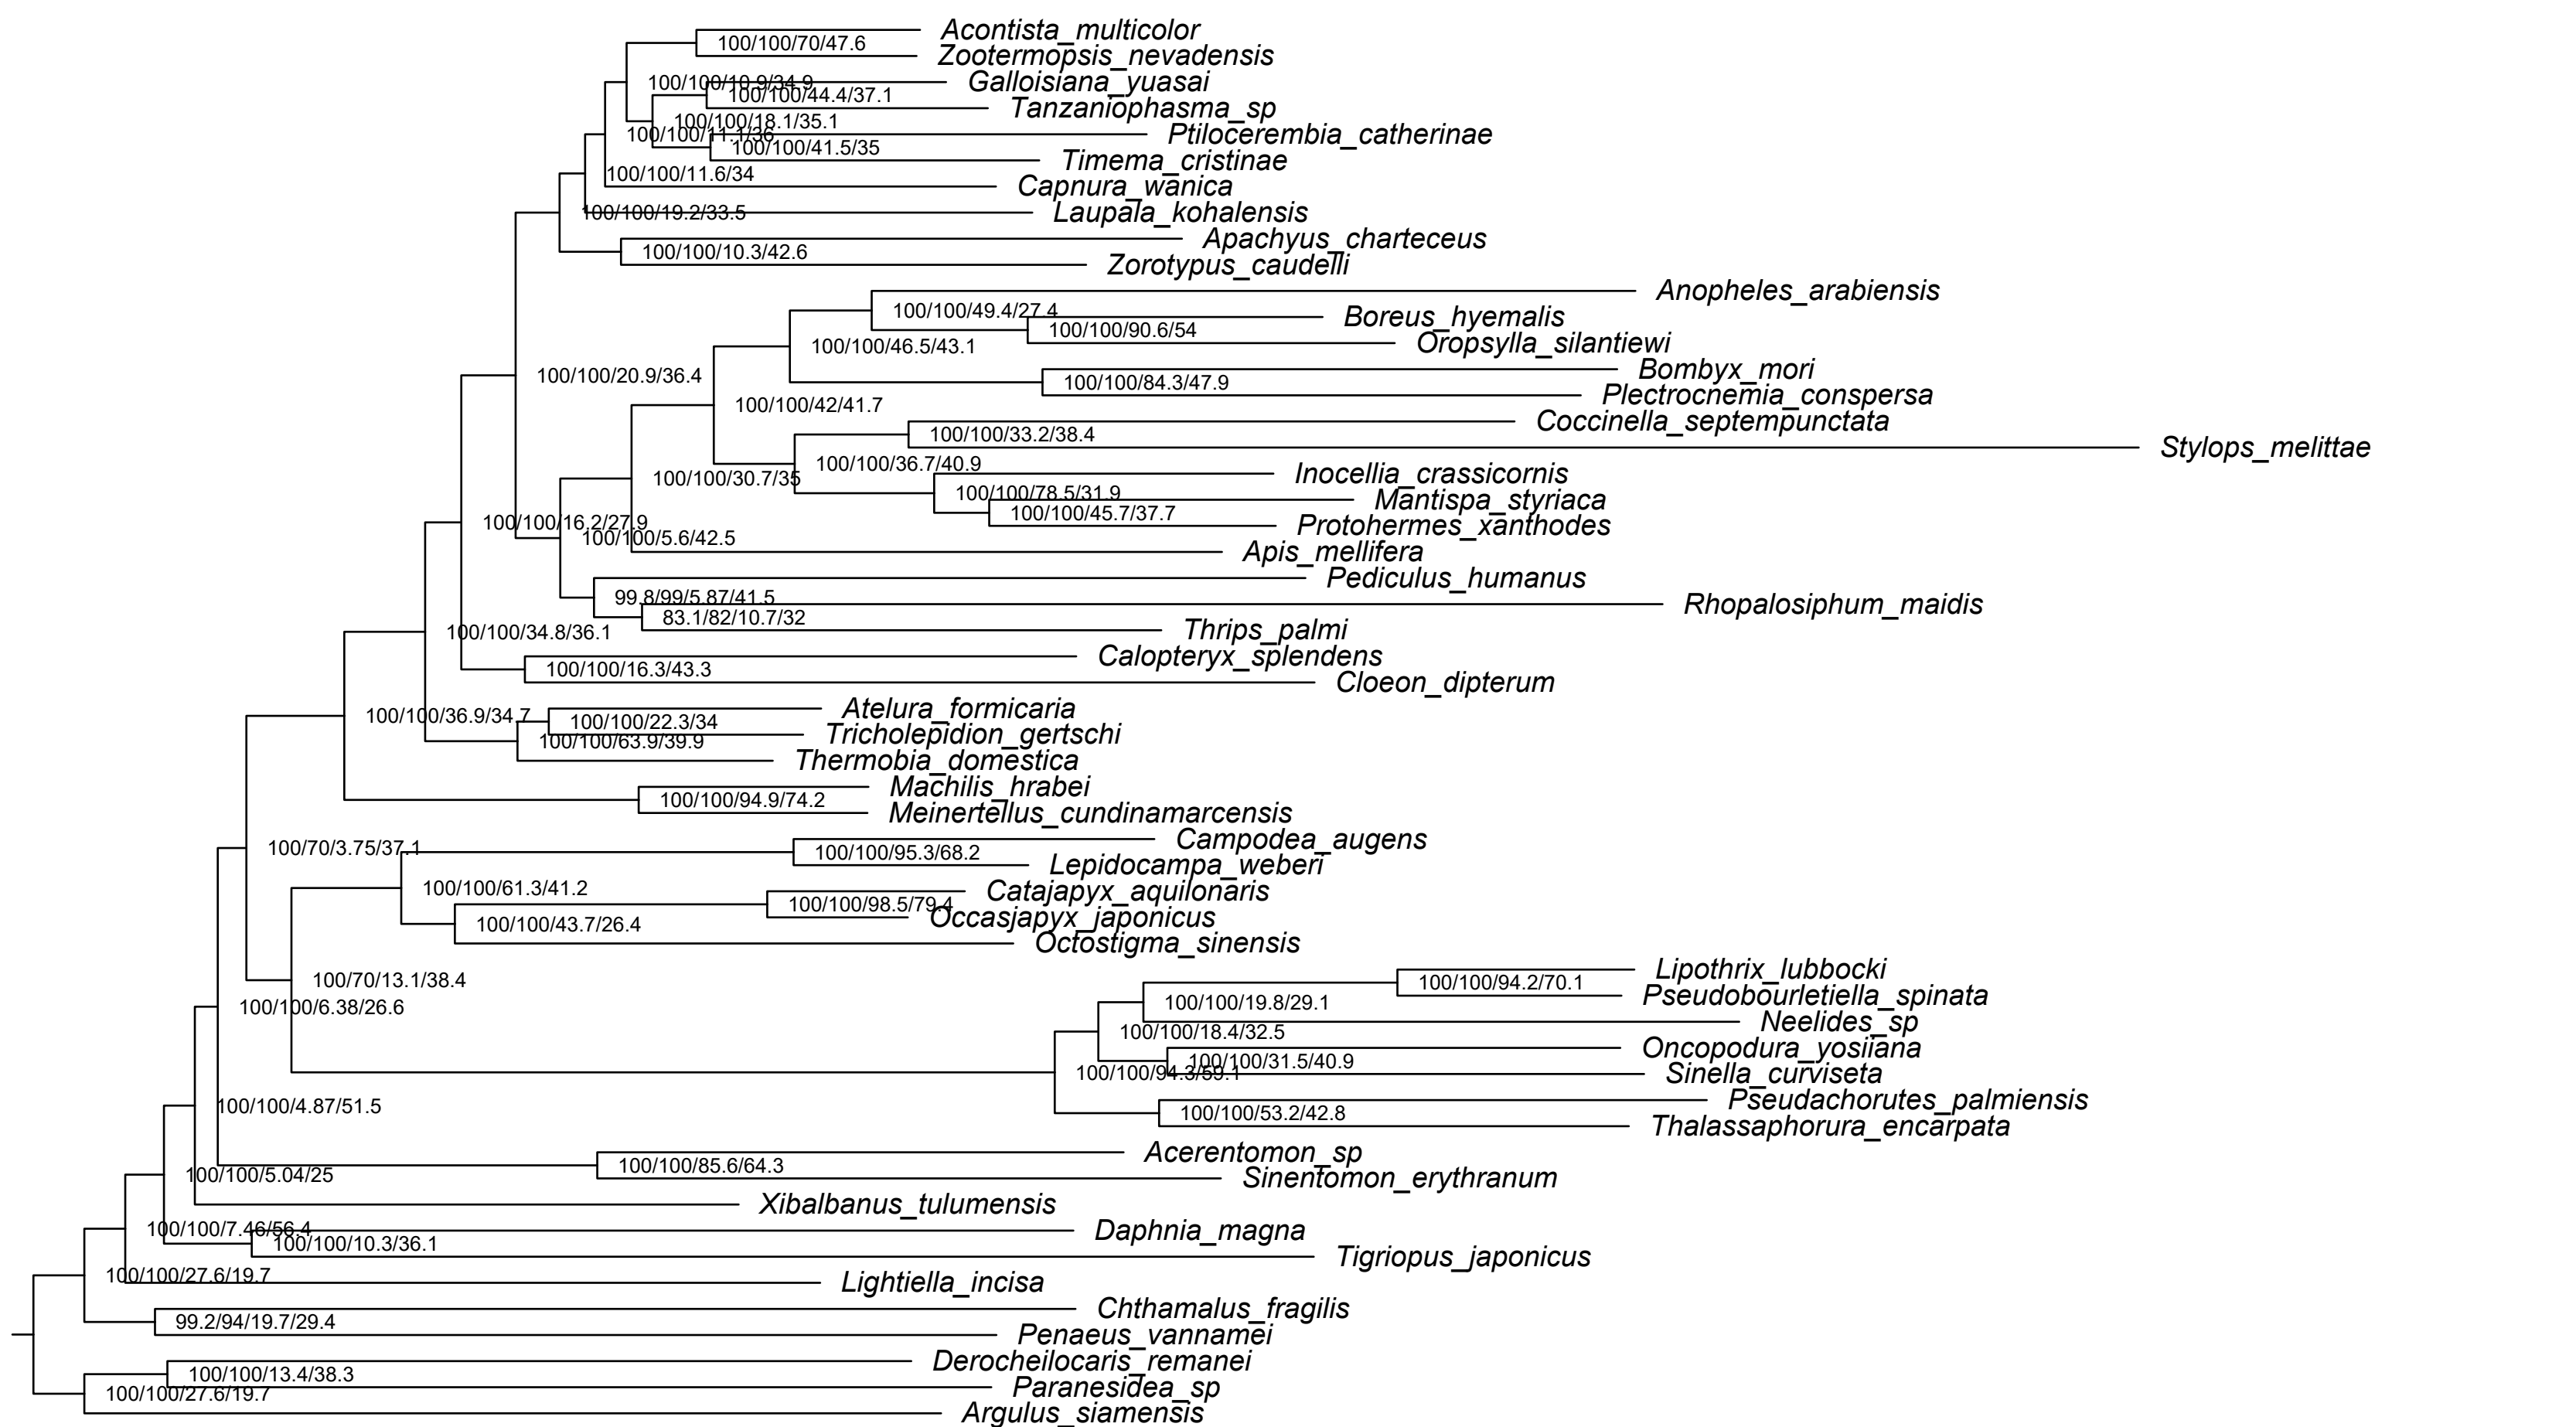 Acontista_multicolor
100/100/70/47.6
Zootermopsis_nevadensis
100/100/10.9/34.9
Galloisiana_yuasai
100/100/44.4/37.1
Tanzaniophasma_sp
100/100/18.1/35.1
100/100/11.1/36
Ptilocerembia_catherinae
100/100/41.5/35
Timema_cristinae
100/100/11.6/34
Capnura_wanica
100/100/19.2/33.5
Laupala_kohalensis
Apachyus_charteceus
100/100/10.3/42.6
Zorotypus_caudelli
Anopheles_arabiensis
100/100/49.4/27.4
Boreus_hyemalis
100/100/90.6/54
Oropsylla_silantiewi
100/100/46.5/43.1
Bombyx_mori
100/100/20.9/36.4
100/100/84.3/47.9
Plectrocnemia_conspersa
100/100/42/41.7
Coccinella_septempunctata
100/100/33.2/38.4
Stylops_melittae
100/100/36.7/40.9
Inocellia_crassicornis
100/100/30.7/35
100/100/78.5/31.9
Mantispa_styriaca
100/100/45.7/37.7
Protohermes_xanthodes
100/100/16.2/27.9
100/100/5.6/42.5
Apis_mellifera
Pediculus_humanus
99.8/99/5.87/41.5
Rhopalosiphum_maidis
83.1/82/10.7/32
Thrips_palmi
100/100/34.8/36.1
Calopteryx_splendens
100/100/16.3/43.3
Cloeon_dipterum
Atelura_formicaria
100/100/36.9/34.7
100/100/22.3/34
Tricholepidion_gertschi
100/100/63.9/39.9
Thermobia_domestica
Machilis_hrabei
100/100/94.9/74.2
Meinertellus_cundinamarcensis
Campodea_augens
100/70/3.75/37.1
100/100/95.3/68.2
Lepidocampa_weberi
100/100/61.3/41.2
Catajapyx_aquilonaris
100/100/98.5/79.4
Occasjapyx_japonicus
100/100/43.7/26.4
Octostigma_sinensis
Lipothrix_lubbocki
100/70/13.1/38.4
100/100/94.2/70.1
Pseudobourletiella_spinata
100/100/19.8/29.1
100/100/6.38/26.6
Neelides_sp
100/100/18.4/32.5
Oncopodura_yosiiana
100/100/31.5/40.9
100/100/94.3/59.1
Sinella_curviseta
Pseudachorutes_palmiensis
100/100/4.87/51.5
100/100/53.2/42.8
Thalassaphorura_encarpata
Acerentomon_sp
100/100/85.6/64.3
100/100/5.04/25
Sinentomon_erythranum
Xibalbanus_tulumensis
100/100/7.46/56.4
Daphnia_magna
100/100/10.3/36.1
Tigriopus_japonicus
100/100/27.6/19.7
Lightiella_incisa
Chthamalus_fragilis
99.2/94/19.7/29.4
Penaeus_vannamei
Derocheilocaris_remanei
100/100/13.4/38.3
Paranesidea_sp
100/100/27.6/19.7
Argulus_siamensis